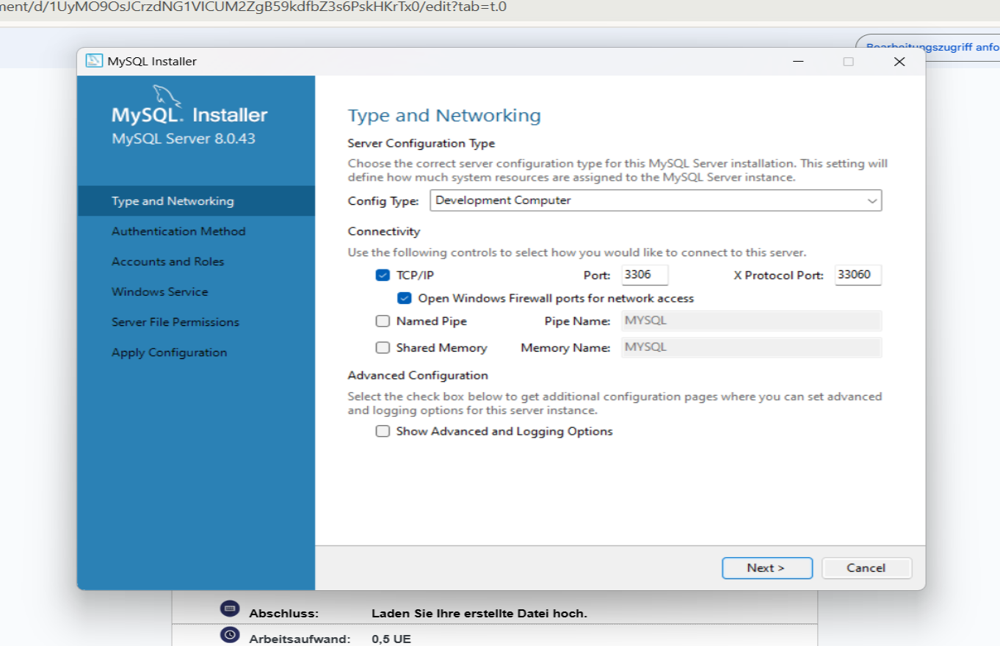 ment/d/1UyMO9OsJCrzdNG1VICUM2ZgB59kdfbZ3s6PskHKrTx0/edit?tab=t.0
Bearbeitungszugriff anfo
MySQL Installer
MySQL. Installer
MySQL Server 8.0.43
Type and Networking
Authentication Method
Accounts and Roles
Windows Service
Server File Permissions
Apply Configuration
Type and Networking
Server Configuration Type
Choose the correct server configuration type for this MySQL Server installation. This setting will
define how much system resources are assigned to the MySQL Server instance.
Config Type: Development Computer
Connectivity
Use the following controls to select how you would like to connect to this server.
TCP/IP Port: 3306 X Protocol Port: 33060
Open Windows Firewall ports for network access
Named Pipe Pipe Name: MYSQL
Shared Memory Memory Name: MYSQL
Advanced Configuration
Select the check box below to get additional configuration pages where you can set advanced
and logging options for this server instance.
Show Advanced and Logging Options
Next > Cancel
Abschluss: Laden Sie Ihre erstellte Datei hoch.
Arbeitsaufwand: 0,5 UE